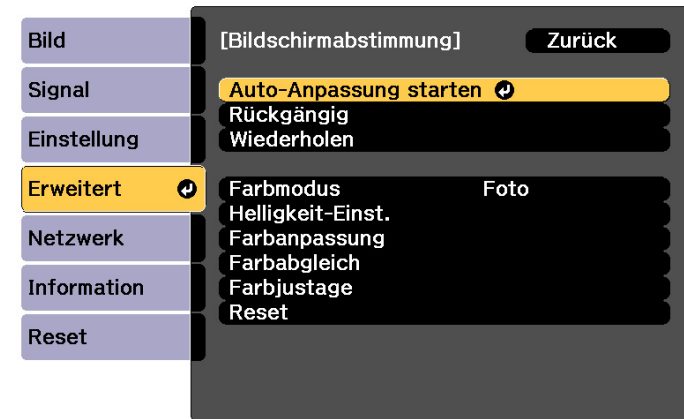 Bild
Signal
Einstellung
Erweitert
Netzwerk
Information
Reset
[Bildschirmabstimmung] Zurück
Auto-Anpassung starten
Rückgängig
Wiederholen
Farbmodus Foto
Helligkeit-Einst.
Farbanpassung
Farbabgleich
Farbjustage
Reset